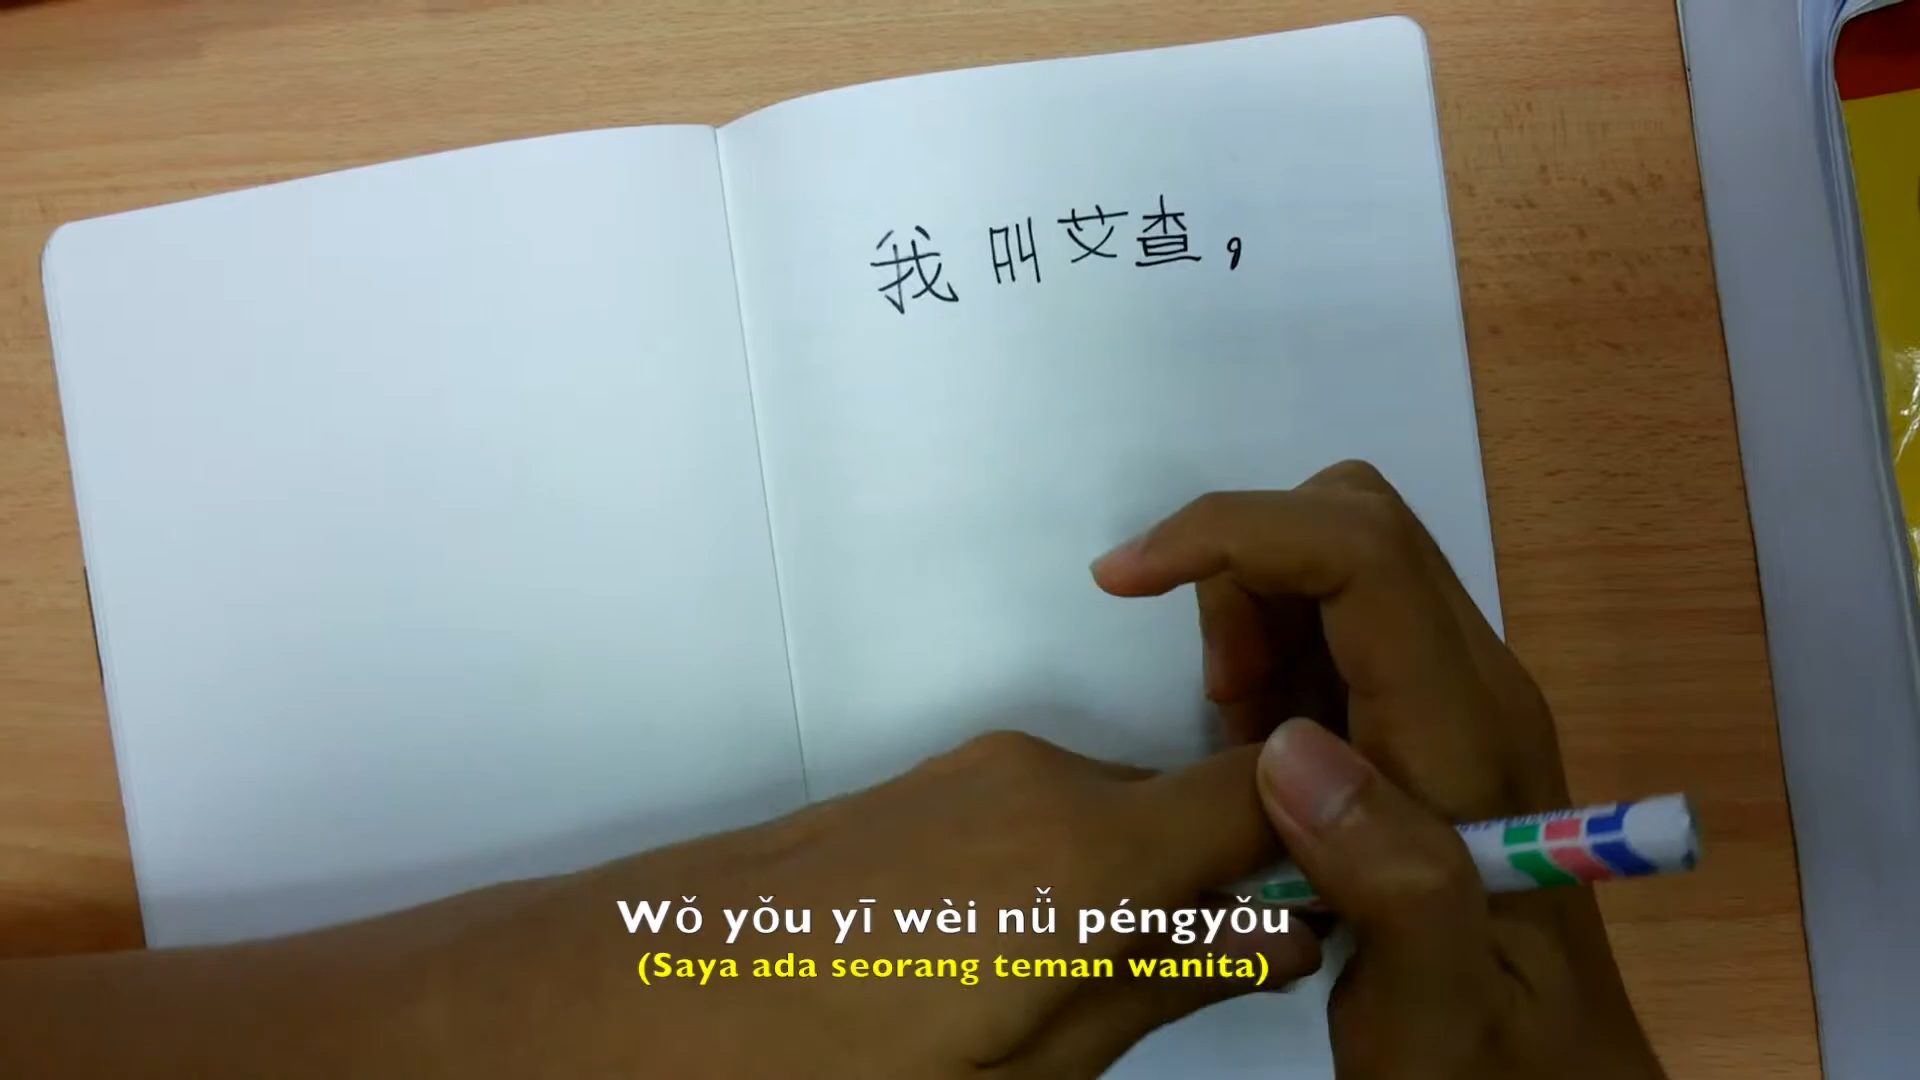 我叫艾查，
Wǒ yǒu yī wèi nǚ péngyǒu
(Saya ada seorang teman wanita)